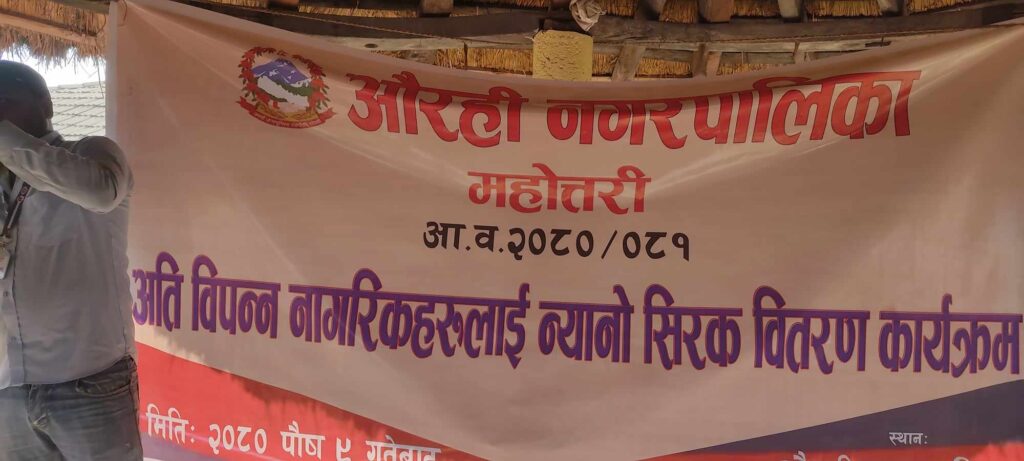 औरही नगरपालिका
महोत्तरी
आ.व.२०८०/०८१
अति विपन्न नागरिकहरुलाई न्यानो सिरक वितरण कार्यक्रम
मितिः २०८० पौष ९ गतेबाट
स्थानः